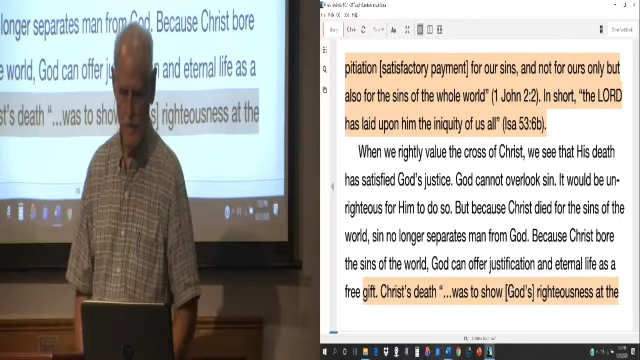 longer separates man from God. Because Christ bore
e world, God can offer and eternal life as a
st's death “...was to show s] righteousness at the
pitiation [satisfactory payment] for our sins, and not for ours only but
also for the sins of the whole world” (1 John 2:2). In short, “the LORD
has laid upon him the iniquity of us all” (Isa 53:6b).
When we rightly value the cross of Christ, we see that His death
has satisfied God’s justice. God cannot overlook sin. It would be un-
righteous for Him to do so. But because Christ died for the sins of the
world, sin no longer separates man from God. Because Christ bore
the sins of the world, God can offer justification and eternal life as a
free gift. Christ’s death “...was to show [God’s] righteousness at the